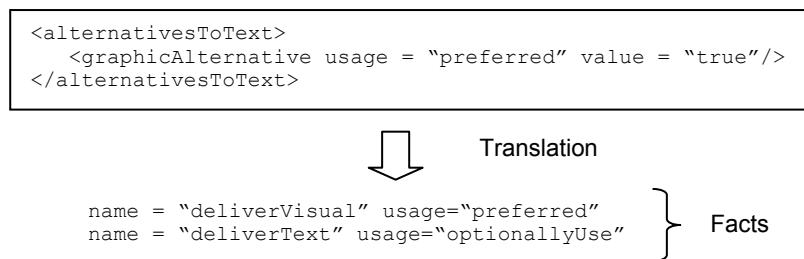 <alternativesToText>
<graphicAlternative usage = “preferred” value = “true”/>
</alternativesToText>
Translation
name = “deliverVisual” usage=“preferred”
name = “deliverText” usage=“optionallyUse”
Facts